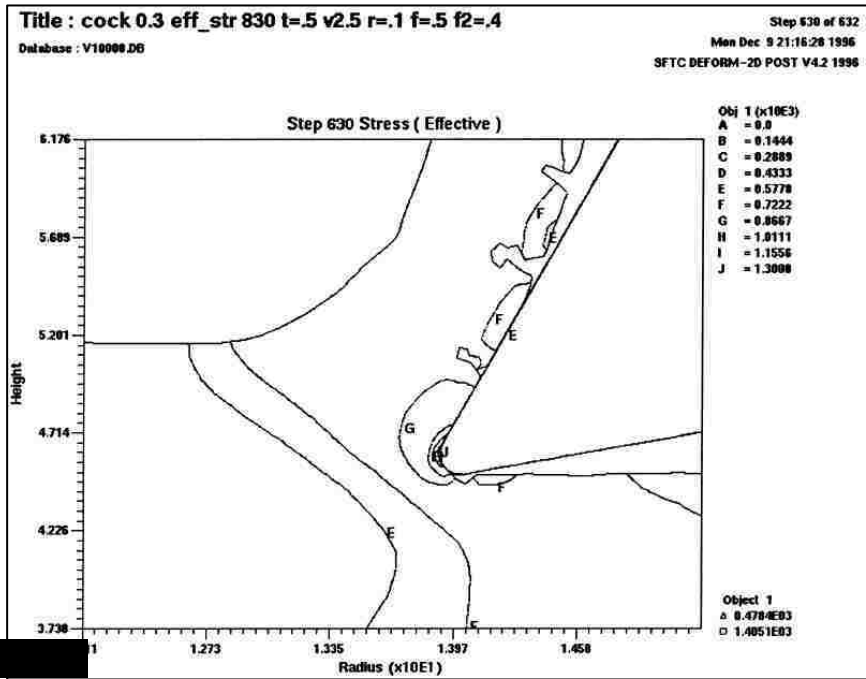 Title : cock 0.3 eff_str 830 t=.5 v2.5 r=.1 f=.5 f2=.4
Step 630 of 632
Database : V10000.DB
Mon Dec 9 21:16:28 1996
SFTC DEFORM-2D POST V4.2 1996
Step 630 Stress ( Effective )
Obj 1 (x10E3)
A = 0.0
B = 0.1444
C = 0.2889
D = 0.4333
E = 0.5778
F = 0.7222
G = 0.8667
H = 1.0111
I = 1.1556
J = 1.3000
6.176
5.689
5.201
4.714
4.226
3.738
Height
F
E
F
E
G
J
F
E
E
1.273
1.335
1.397
1.458
Radius (x10E1)
Object 1
0.4784E03
1.4051E03